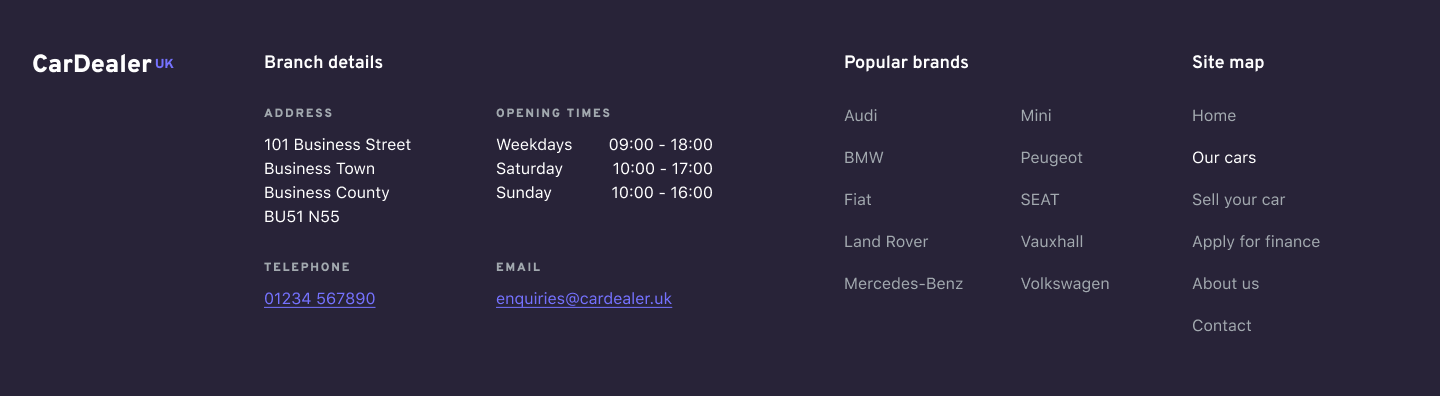 CarDealer UK
Branch details
ADDRESS
101 Business Street
Business Town
Business County
BU51 N55
OPENING TIMES
Weekdays 09:00 - 18:00
Saturday 10:00 - 17:00
Sunday 10:00 - 16:00
TELEPHONE
01234 567890
EMAIL
enquiries@cardealer.uk
Popular brands
Audi
BMW
Fiat
Land Rover
Mercedes-Benz
Mini
Peugeot
SEAT
Vauxhall
Volkswagen
Site map
Home
Our cars
Sell your car
Apply for finance
About us
Contact